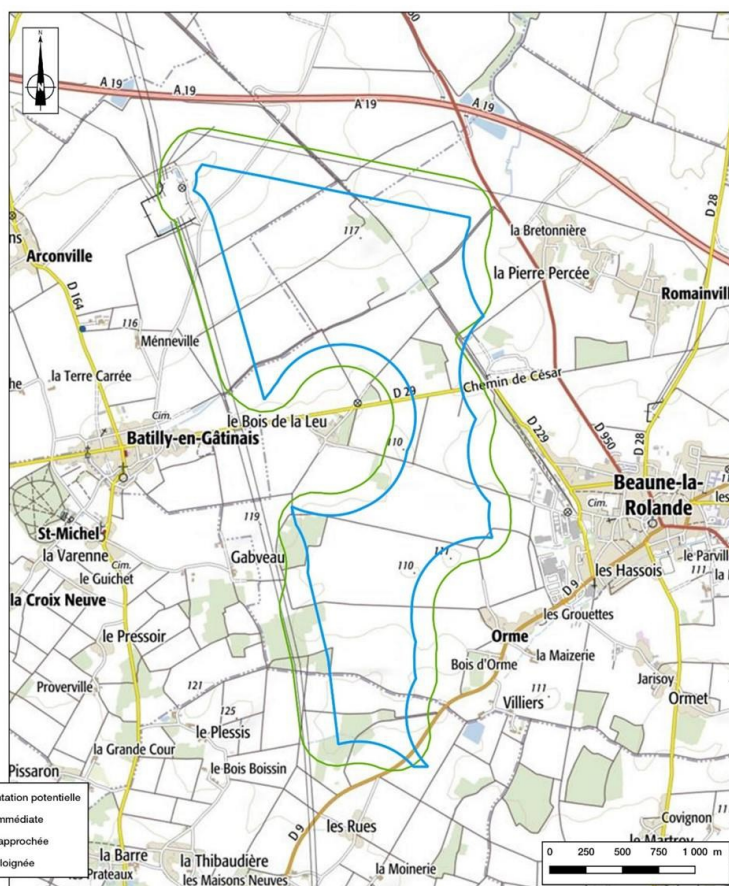 A 19
A 19
A 19
A 19
N
D 28
117
la Bretonnière
la Pierre Percée
Arconville
Romainvill
D 164
116
Ménneville
la Terre Carrée
Chemin de César
D 29
Cim.
le Bois de la Leu
D 229
D 950
D 28
Batilly-en-Gâtinais
110
Beaune-la-
Rolande
Cim.
119
St-Michel
la Varenne
Gabveau
111
110
le Parvill
Cim.
le Guichet
les Hassois
111
la Croix Neuve
D 9
les Grouettes
le Pressoir
Orme
la Maizerie
Bois d'Orme
Jarisoy
Proverville
121
111
Ormet
125
Villiers
le Plessis
la Grande Cour
le Bois Boissin
Pissaron
ntation potentielle
mmédiate
approchée
loignée
D 9
les Rues
Covignon
le Martroy
la Barre
la Thibaudière
la Moinerie
les Prateaux
les Maisons Neuves
0 250 500 750 1 000 m